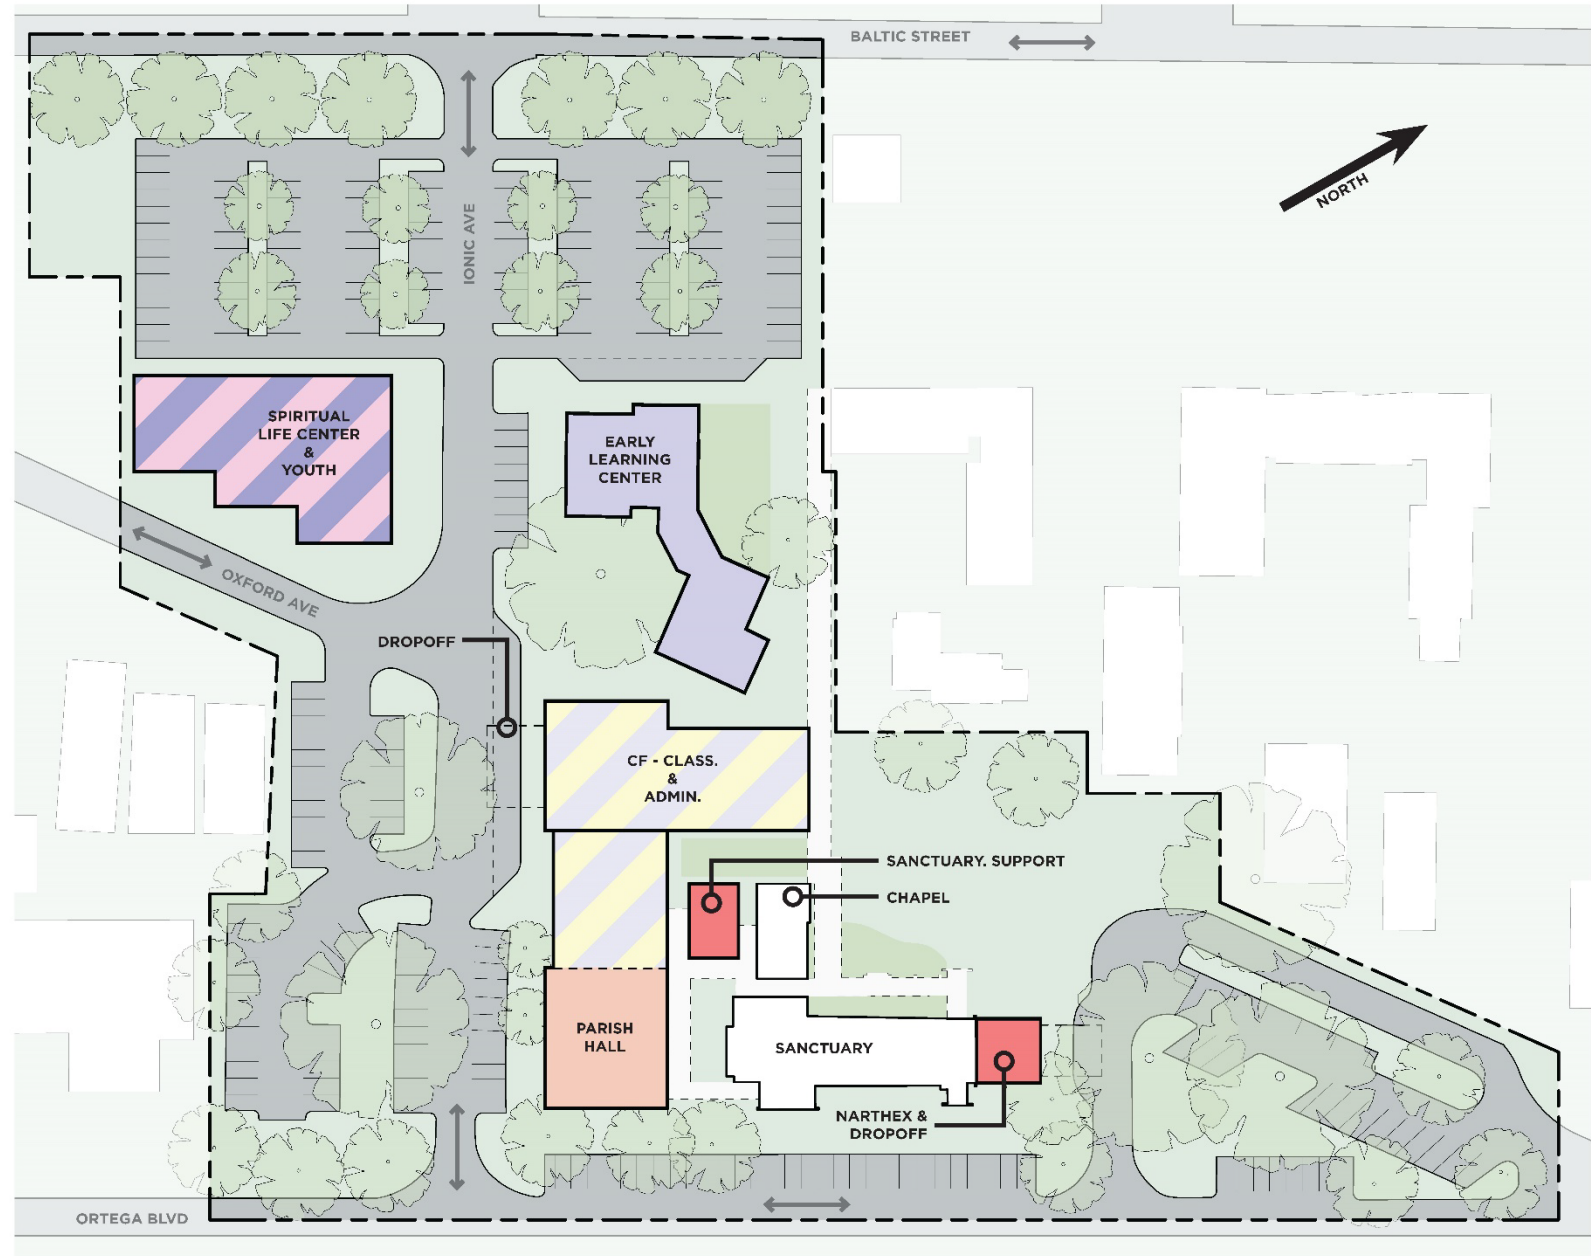 BALTIC STREET
NORTH
IONIC AVE
SPIRITUAL
LIFE CENTER
&
YOUTH
EARLY
LEARNING
CENTER
OXFORD AVE
DROPOFF
CF - CLASS.
&
ADMIN.
SANCTUARY. SUPPORT
CHAPEL
PARISH
HALL
SANCTUARY
NARTHEX &
DROPOFF
ORTEGA BLVD